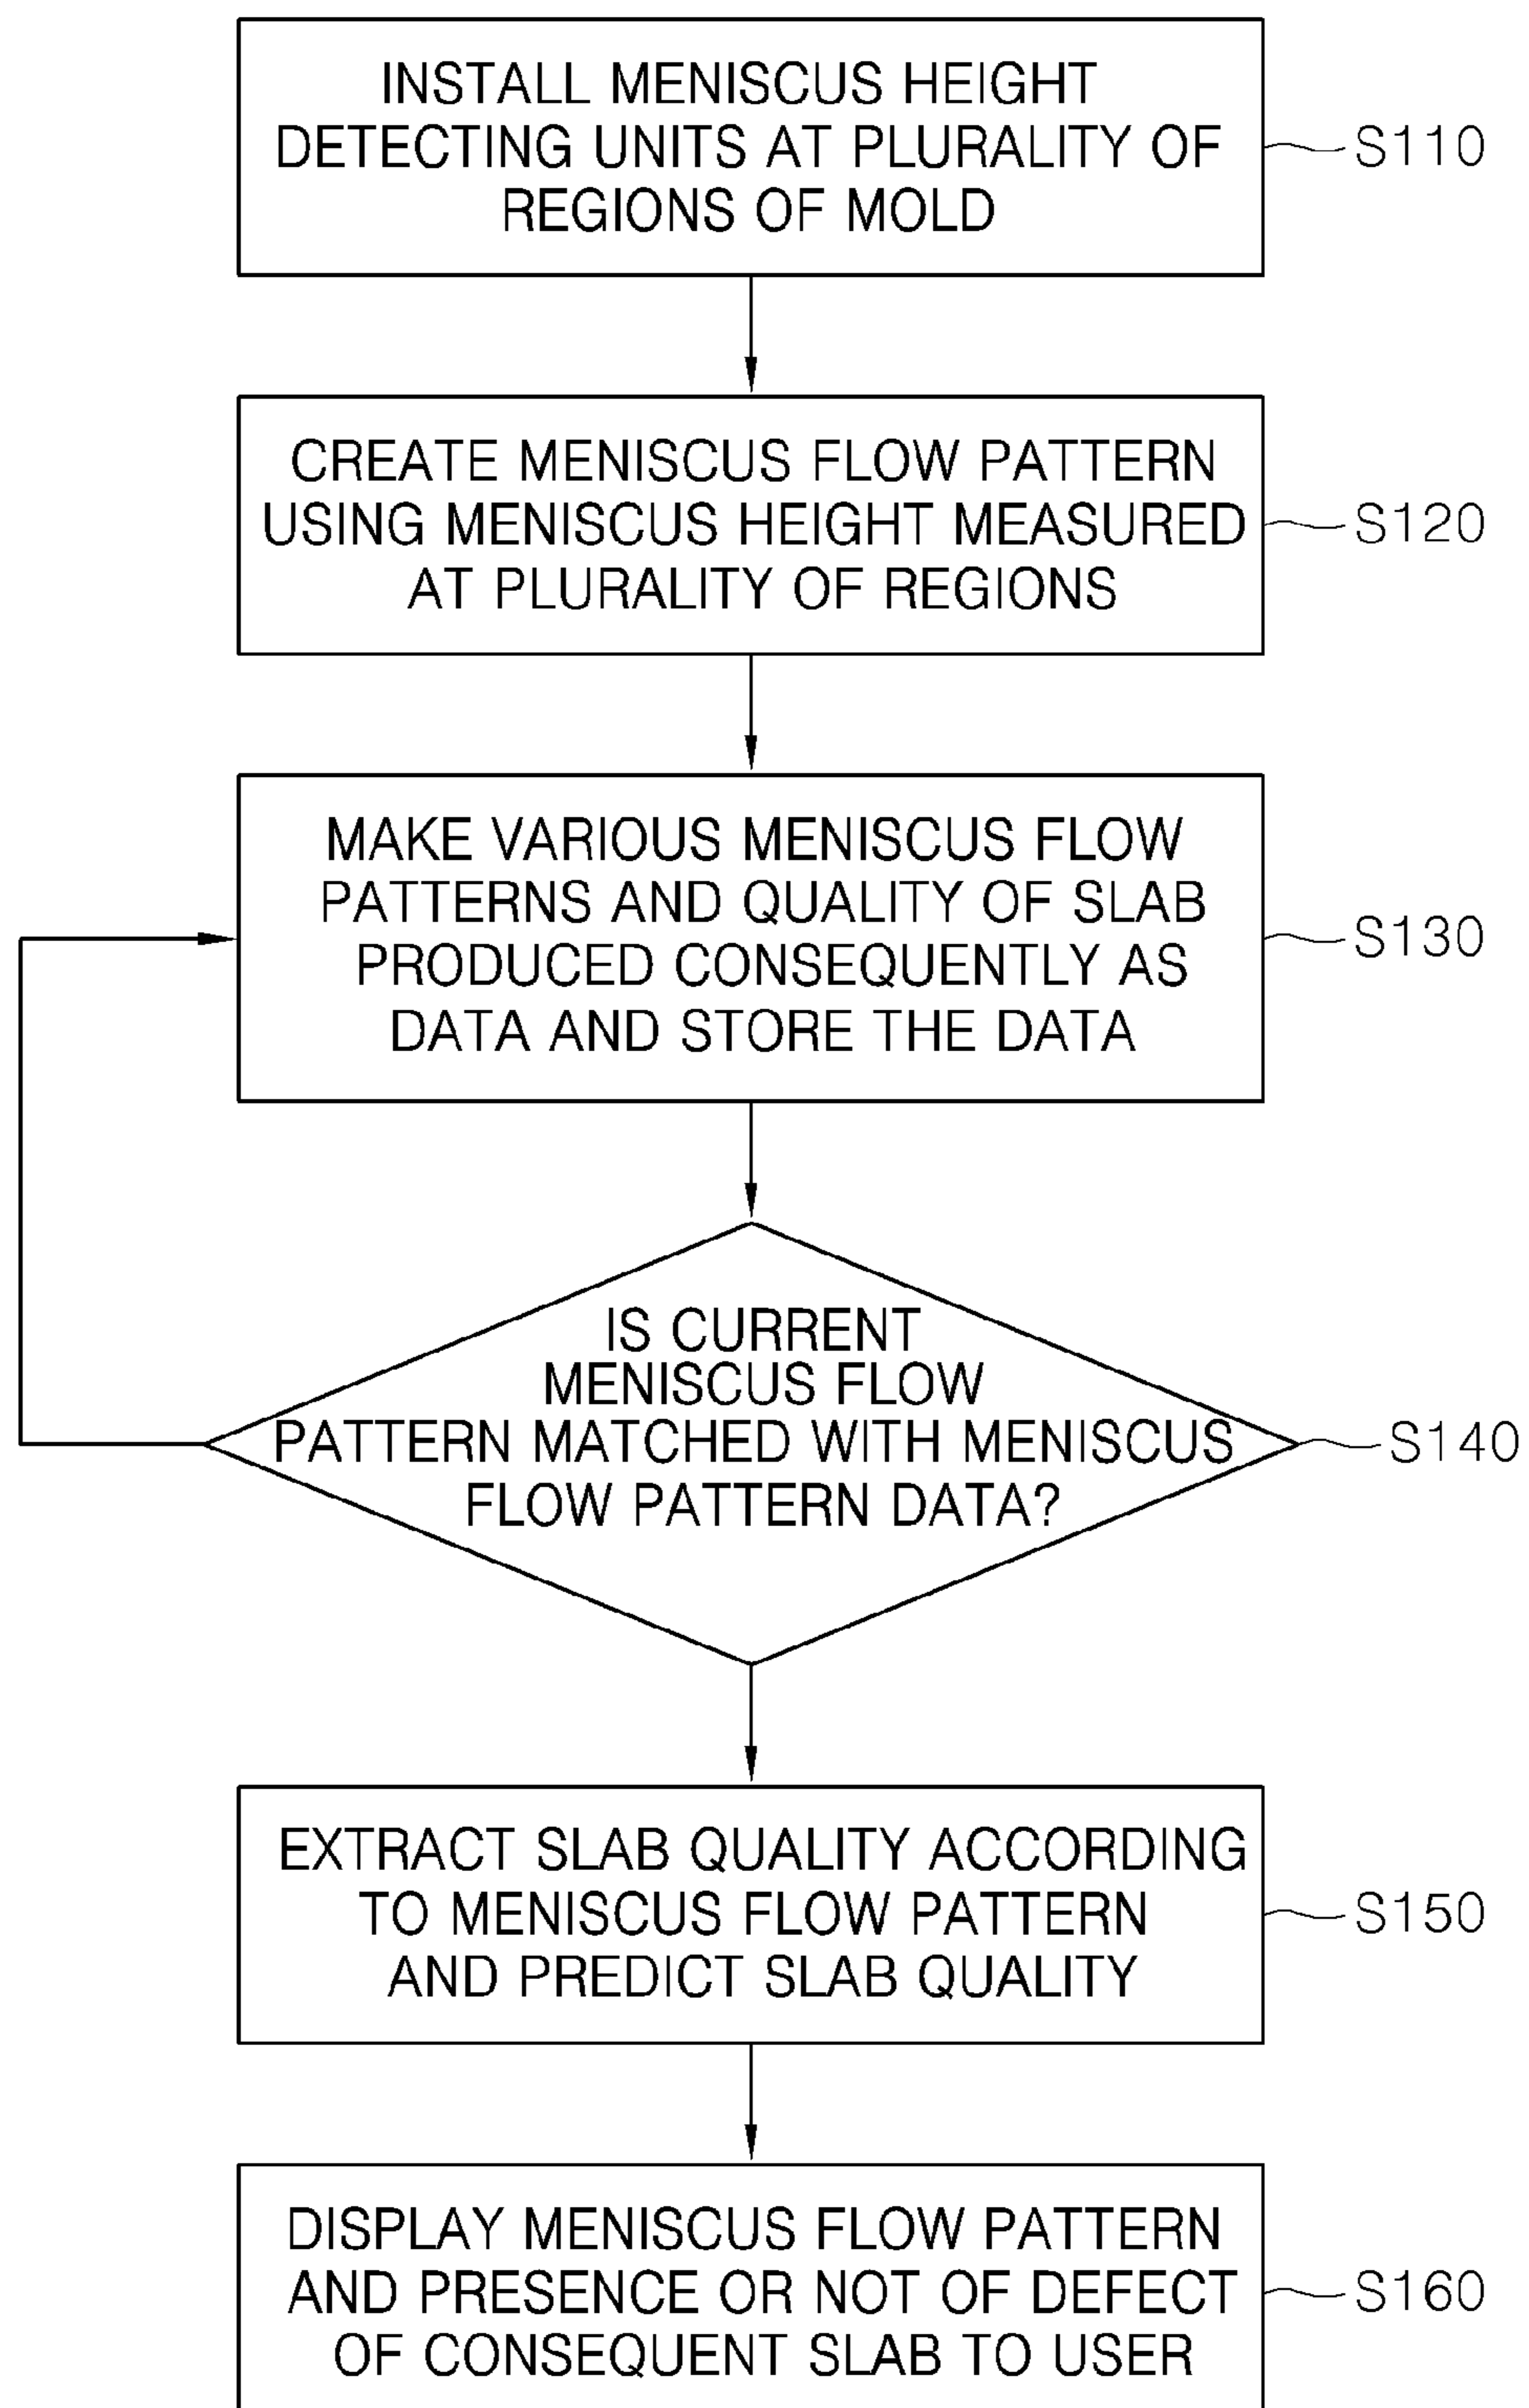 INSTALL MENISCUS HEIGHT
DETECTING UNITS AT PLURALITY OF
REGIONS OF MOLD
S110
CREATE MENISCUS FLOW PATTERN
USING MENISCUS HEIGHT MEASURED
AT PLURALITY OF REGIONS
S120
MAKE VARIOUS MENISCUS FLOW
PATTERNS AND QUALITY OF SLAB
PRODUCED CONSEQUENTLY AS
DATA AND STORE THE DATA
S130
IS CURRENT
MENISCUS FLOW
PATTERN MATCHED WITH MENISCUS
FLOW PATTERN DATA?
S140
EXTRACT SLAB QUALITY ACCORDING
TO MENISCUS FLOW PATTERN
AND PREDICT SLAB QUALITY
S150
DISPLAY MENISCUS FLOW PATTERN
AND PRESENCE OR NOT OF DEFECT
OF CONSEQUENT SLAB TO USER
S160